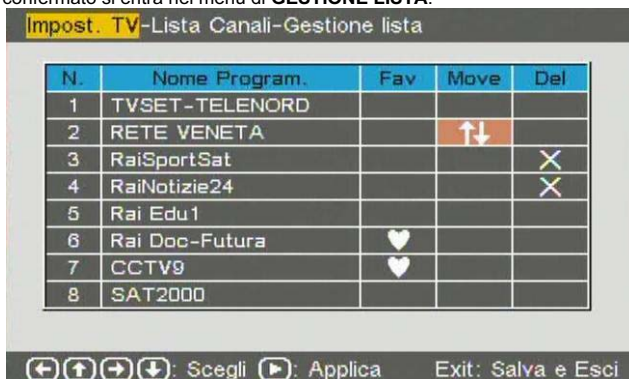 confermato si entra nel menu di GESTIONE LISTA.
Impost. TV-Lista Canali-Gestione lista
N. Nome Program. Fav Move Del
1 TVSET-TELENORD
2 RETE VENETA
3 RaiSportSat
4 RaiNotizie24
5 Rai Edu1
6 Rai Doc-Futura
7 CCTV9
8 SAT2000
: Scegli : Applica Exit: Salva e Esci